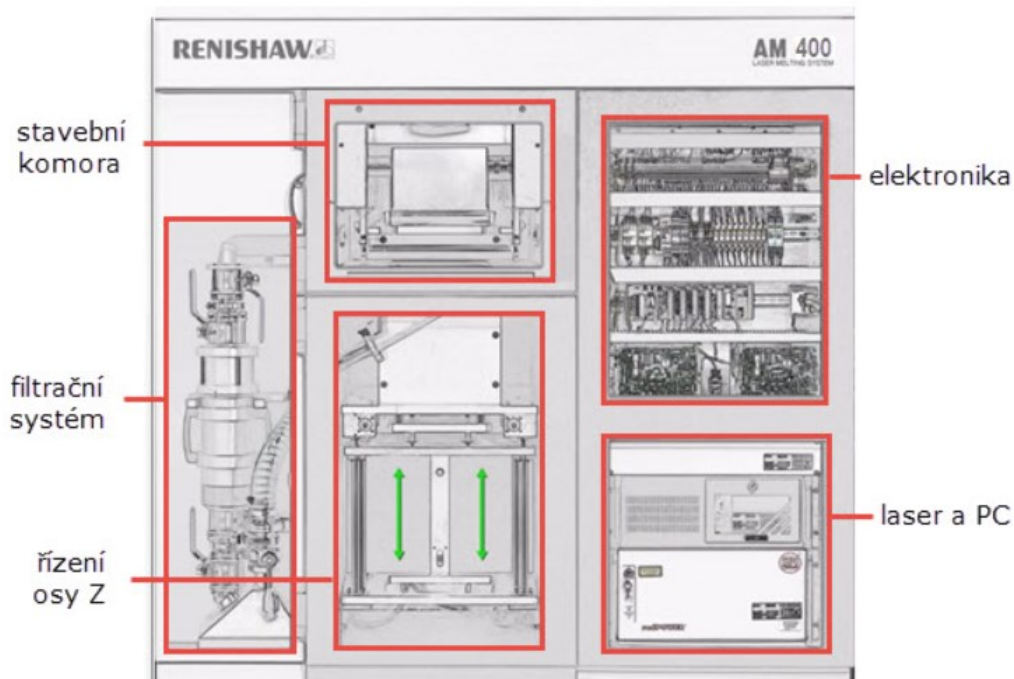 RENISHAW
AM 400
LASER MELTING SYSTEM
stavební
komora
elektronika
filtrační
systém
laser a PC
řízení
osy Z